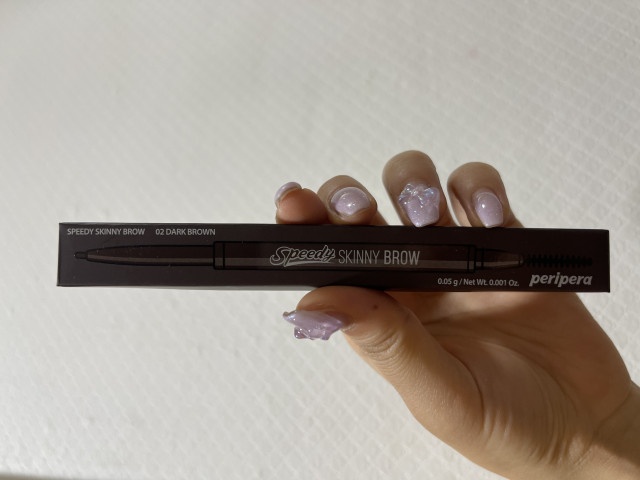 SPEEDY SKINNY BROW 02 DARK BROWN
Speedy SKINNY BROW
0.05 g / Net Wt. 0.001 Oz.
peripera